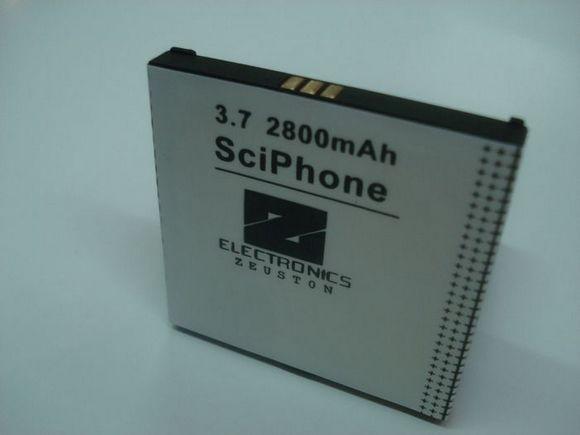 3.7 2800mAh
SciPhone
Z
ELECTRONICS
ZEUSTON